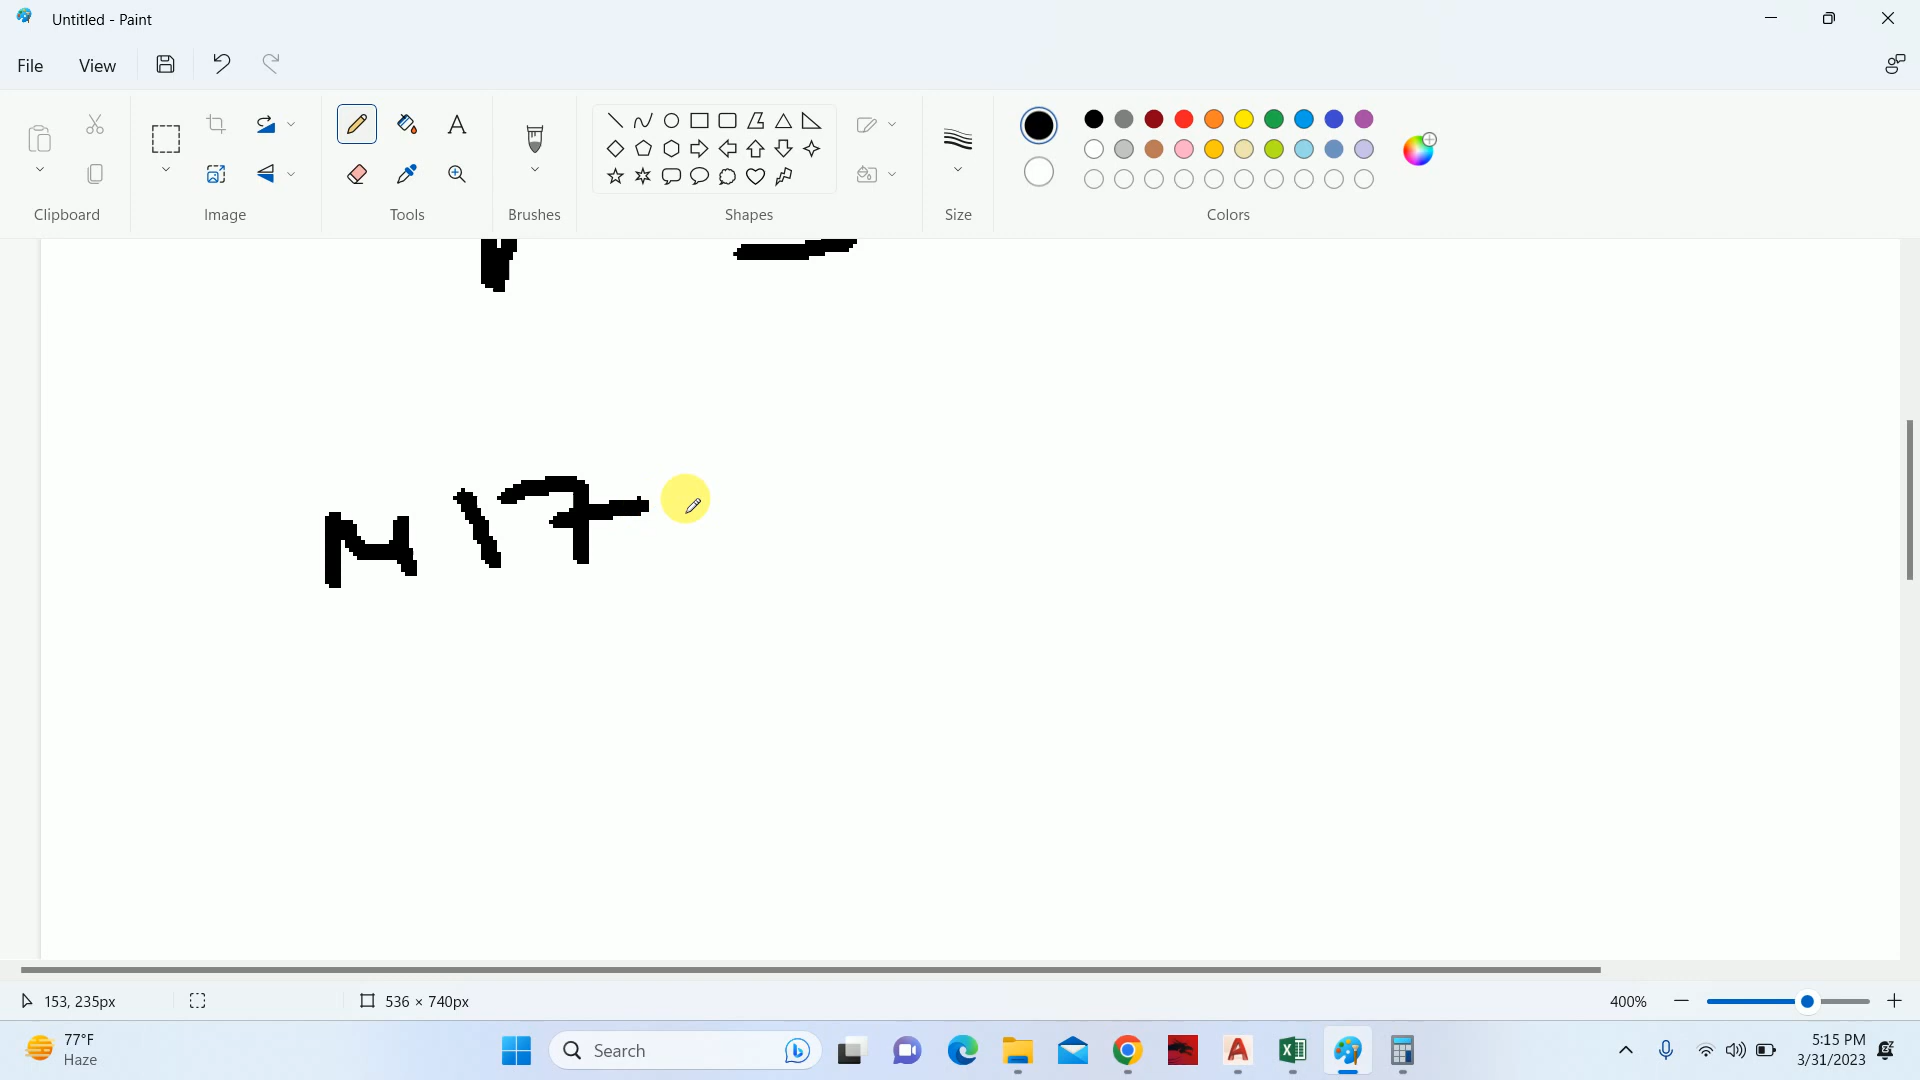 Untitled - Paint
File View
Clipboard Image Tools Brushes Shapes Size Colors
M 17
153, 235px 536 × 740px 400%
77°F
Haze
Search
5:15 PM
3/31/2023